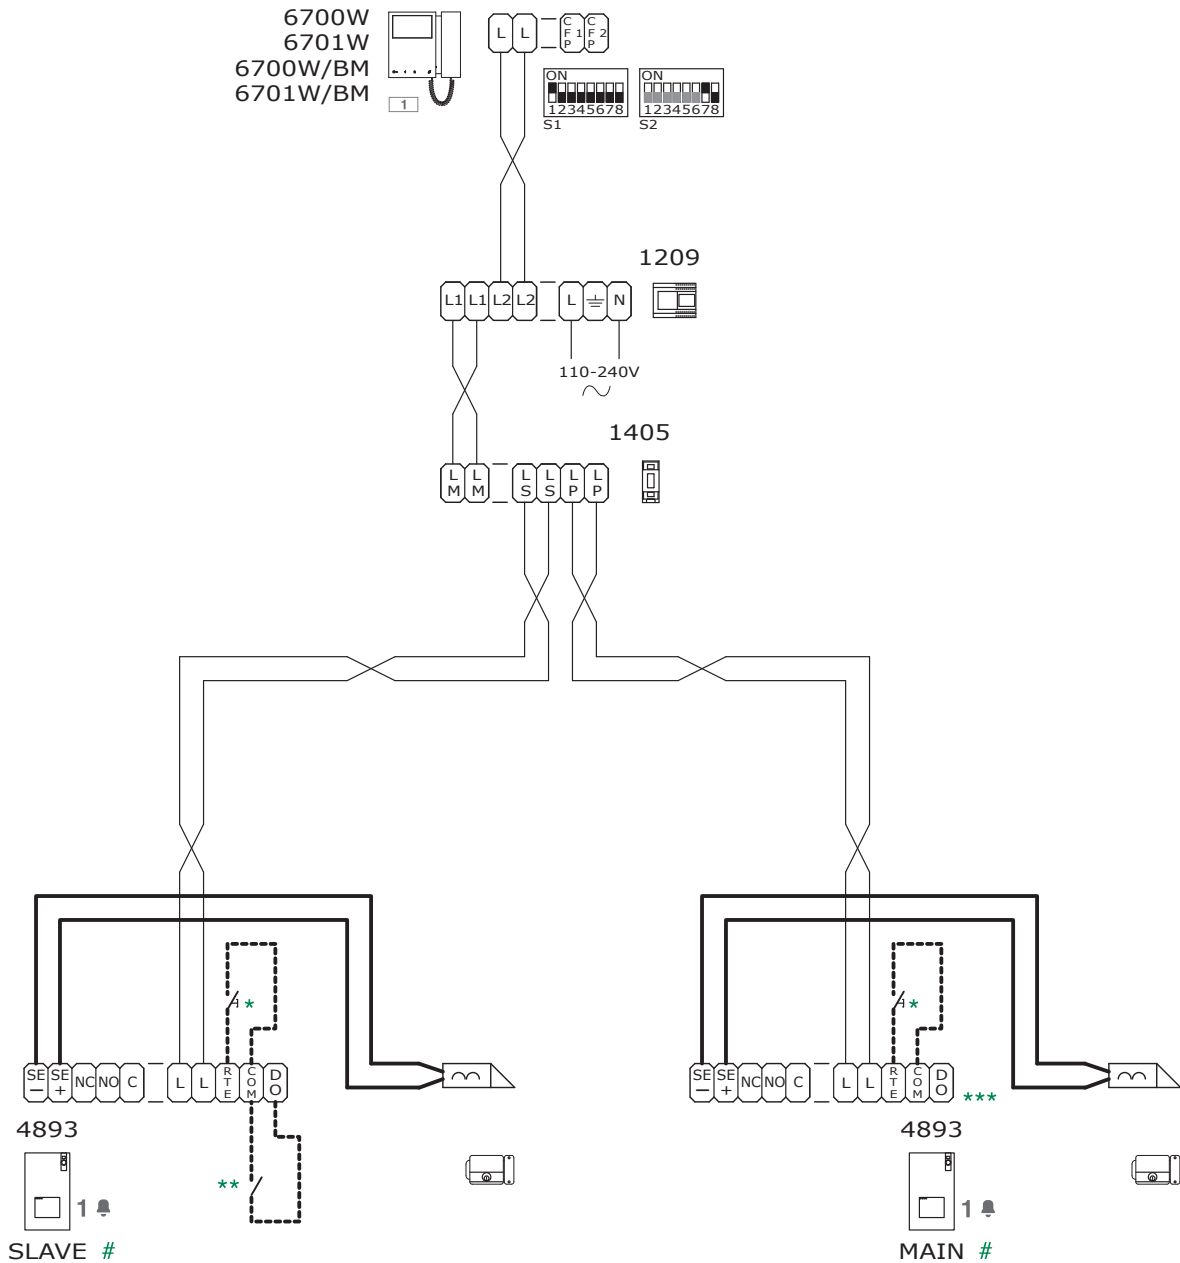 6700W
6701W
6700W/BM
6701W/BM
1
L L CFP1 CFP2
ON
12345678
S1
ON
12345678
S2
1209
L1 L1 L2 L2 L N
110-240V
1405
LM LM LS LS LP LP
*
SE- SE+ NC NO C L L RTE COM DO
4893
**
1
SLAVE #
*
SE- SE+ NC NO C L L RTE COM DO
***
4893
1
MAIN #